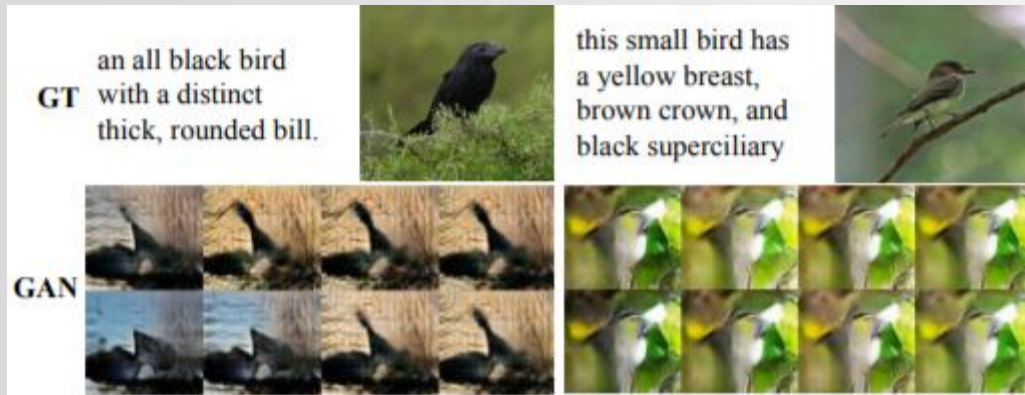 GT
an all black bird
with a distinct
thick, rounded bill.
this small bird has
a yellow breast,
brown crown, and
black superciliary
GAN